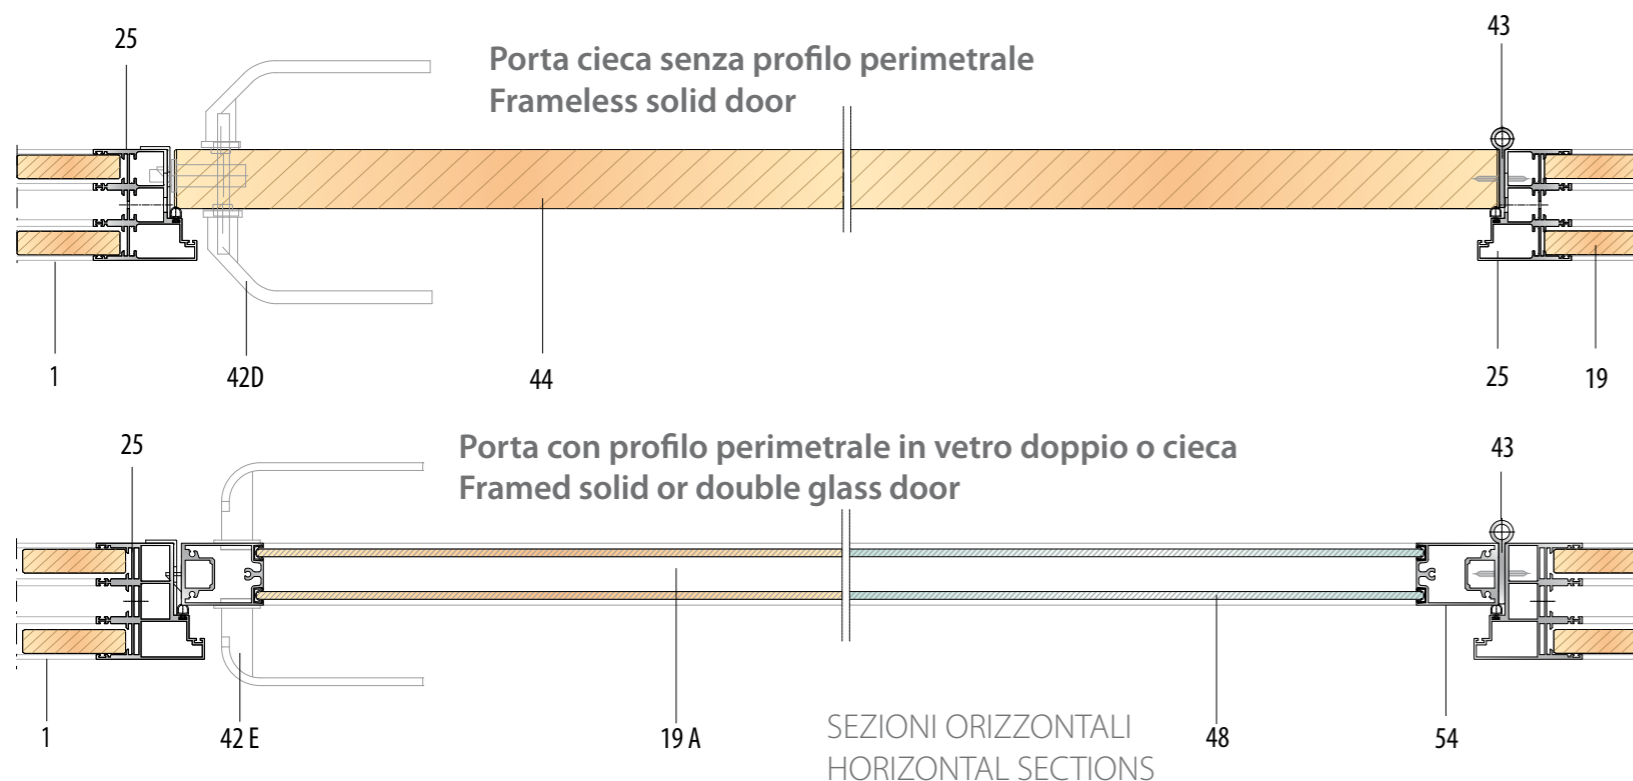 25
43
Porta cieca senza profilo perimetrale
Frameless solid door
1
42D
44
25
19
25
43
Porta con profilo perimetrale in vetro doppio o cieca
Framed solid or double glass door
1
42 E
19 A
48
54
SEZIONI ORIZZONTALI
HORIZONTAL SECTIONS